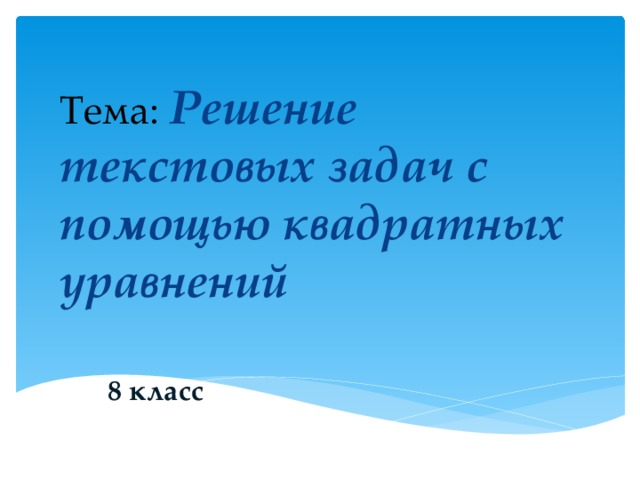 Тема: Решение
текстовых задач с
помощью квадратных
уравнений
8 класс